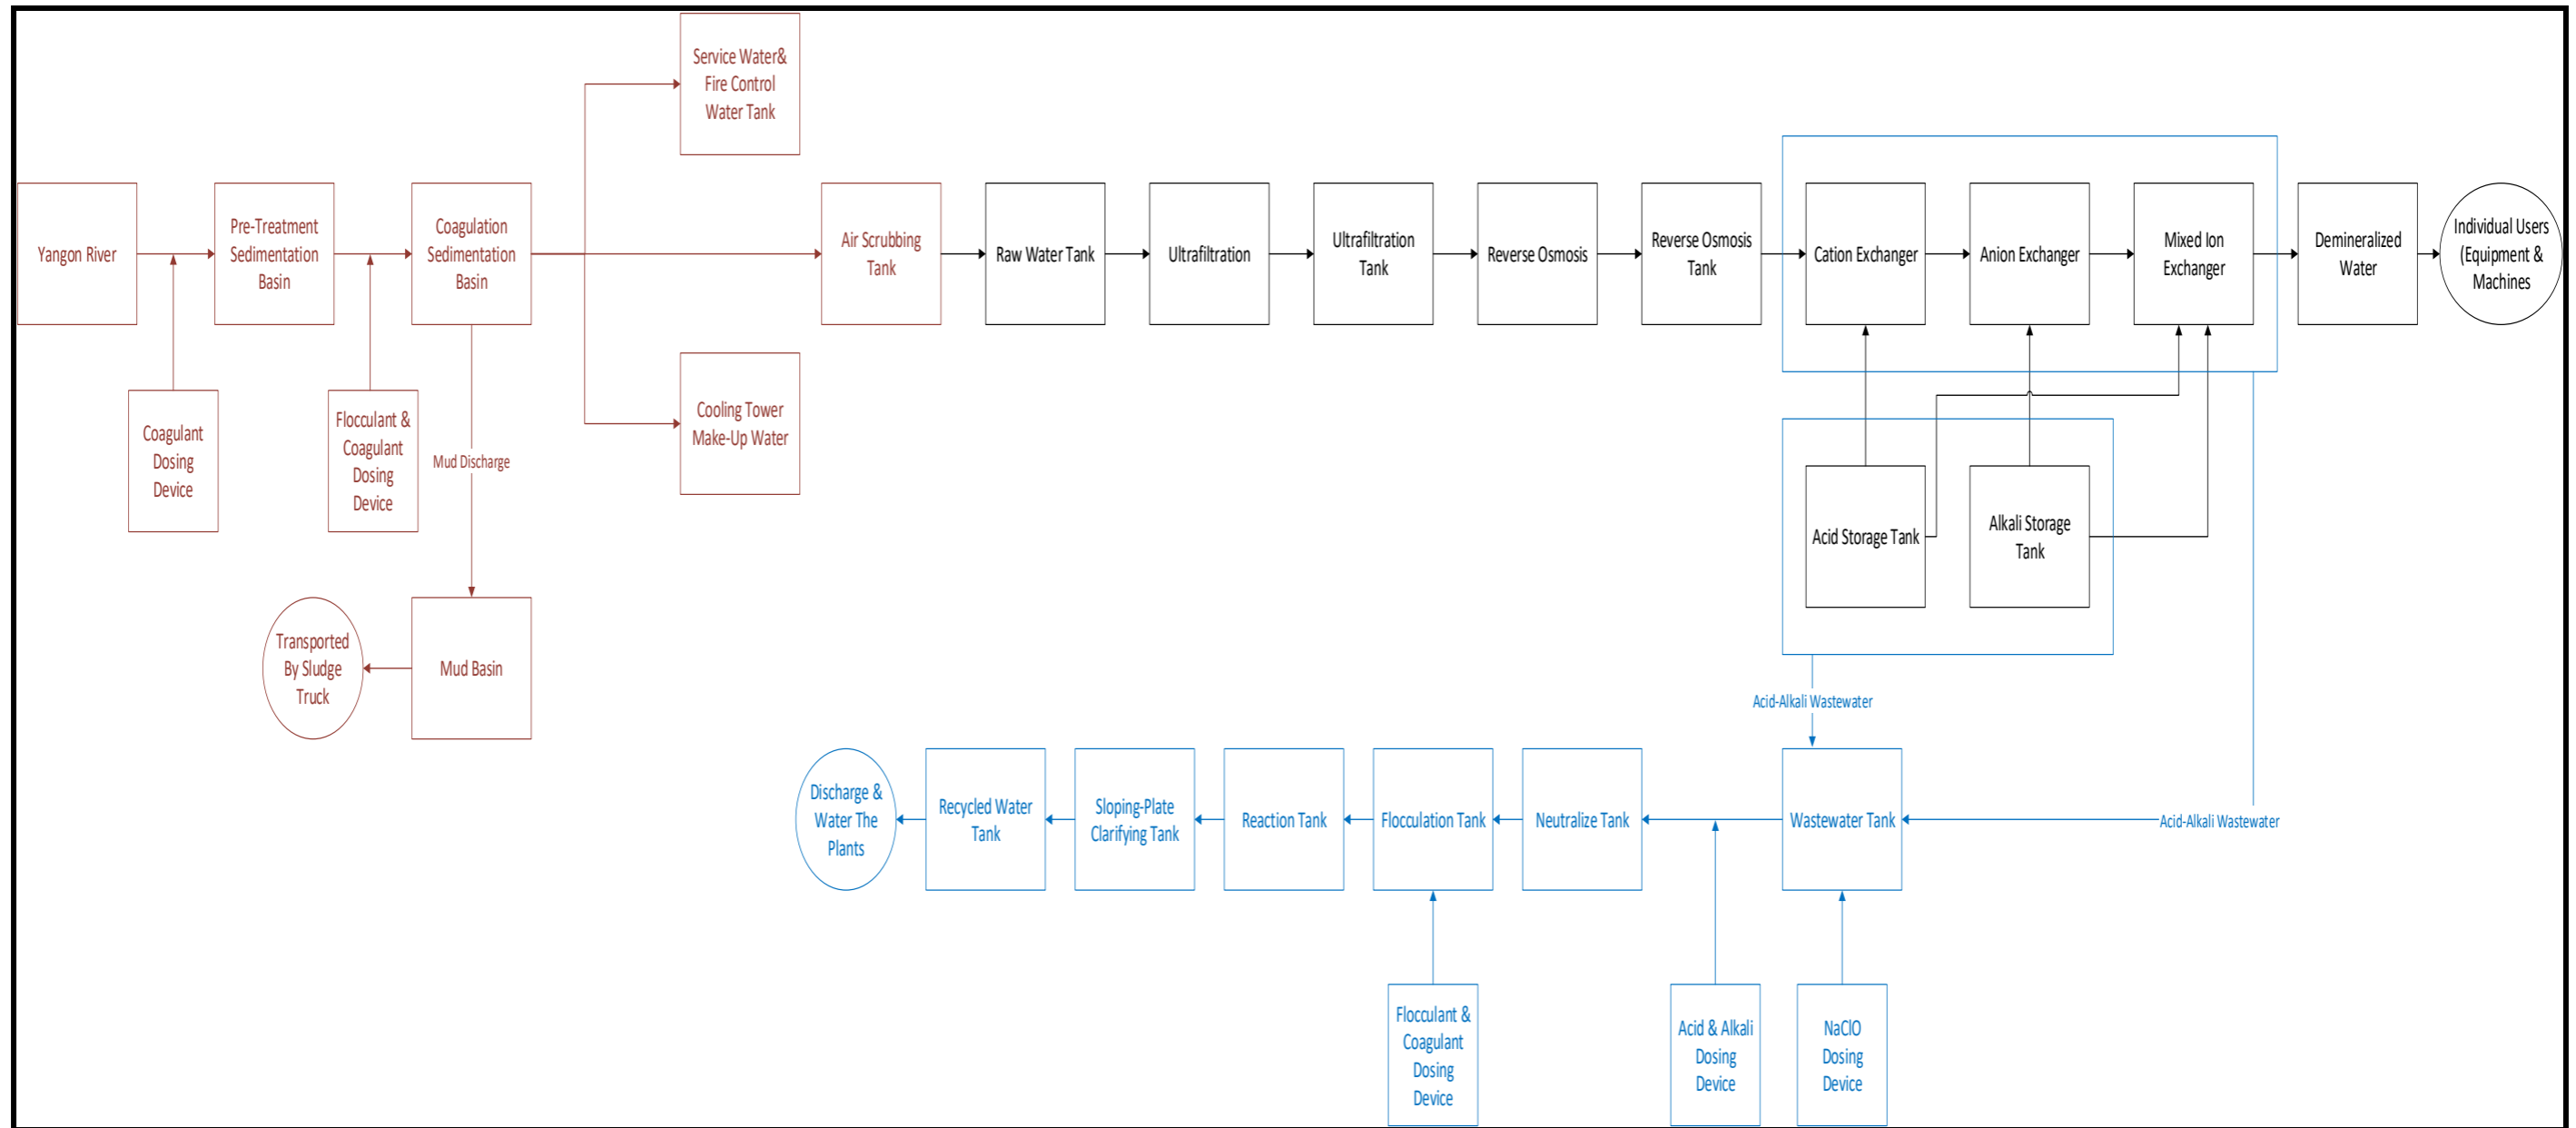 Service Water&
Fire Control
Water Tank
Yangon River
Pre-Treatment
Sedimentation
Basin
Coagulation
Sedimentation
Basin
Air Scrubbing
Tank
Raw Water Tank
Ultrafiltration
Ultrafiltration
Tank
Reverse Osmosis
Reverse Osmosis
Tank
Cation Exchanger
Anion Exchanger
Mixed Ion
Exchanger
Demineralized
Water
Individual Users
(Equipment &
Machines
Coagulant
Dosing
Device
Flocculant &
Coagulant
Dosing
Device
Mud Discharge
Cooling Tower
Make-Up Water
Acid Storage Tank
Alkali Storage
Tank
Transported
By Sludge
Truck
Mud Basin
Acid-Alkali Wastewater
Discharge &
Water The
Plants
Recycled Water
Tank
Sloping-Plate
Clarifying Tank
Reaction Tank
Flocculation Tank
Neutralize Tank
Wastewater Tank
Acid-Alkali Wastewater
Flocculant &
Coagulant
Dosing
Device
Acid & Alkali
Dosing
Device
NaClO
Dosing
Device